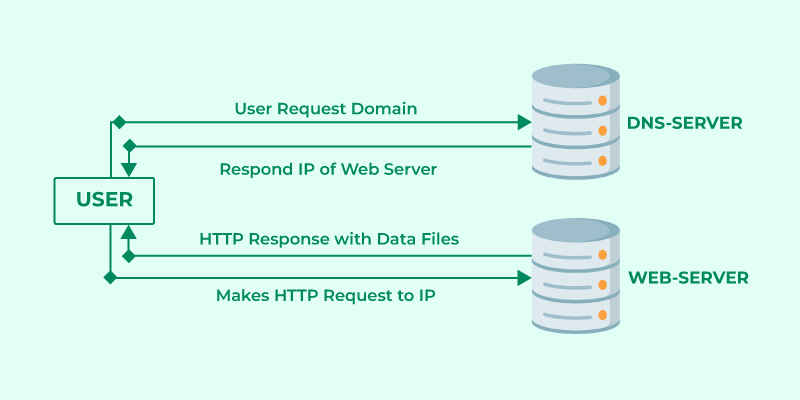 User Request Domain
DNS-SERVER
Respond IP of Web Server
USER
HTTP Response with Data Files
WEB-SERVER
Makes HTTP Request to IP